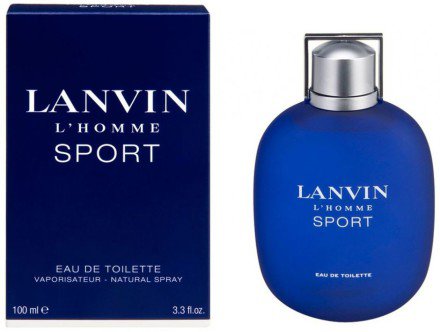 LANVIN
L'HOMME
SPORT
EAU DE TOILETTE
VAPORISATEUR - NATURAL SPRAY
100 ml e 3.3 fl.oz.
LANVIN
L'HOMME
SPORT
EAU DE TOILETTE